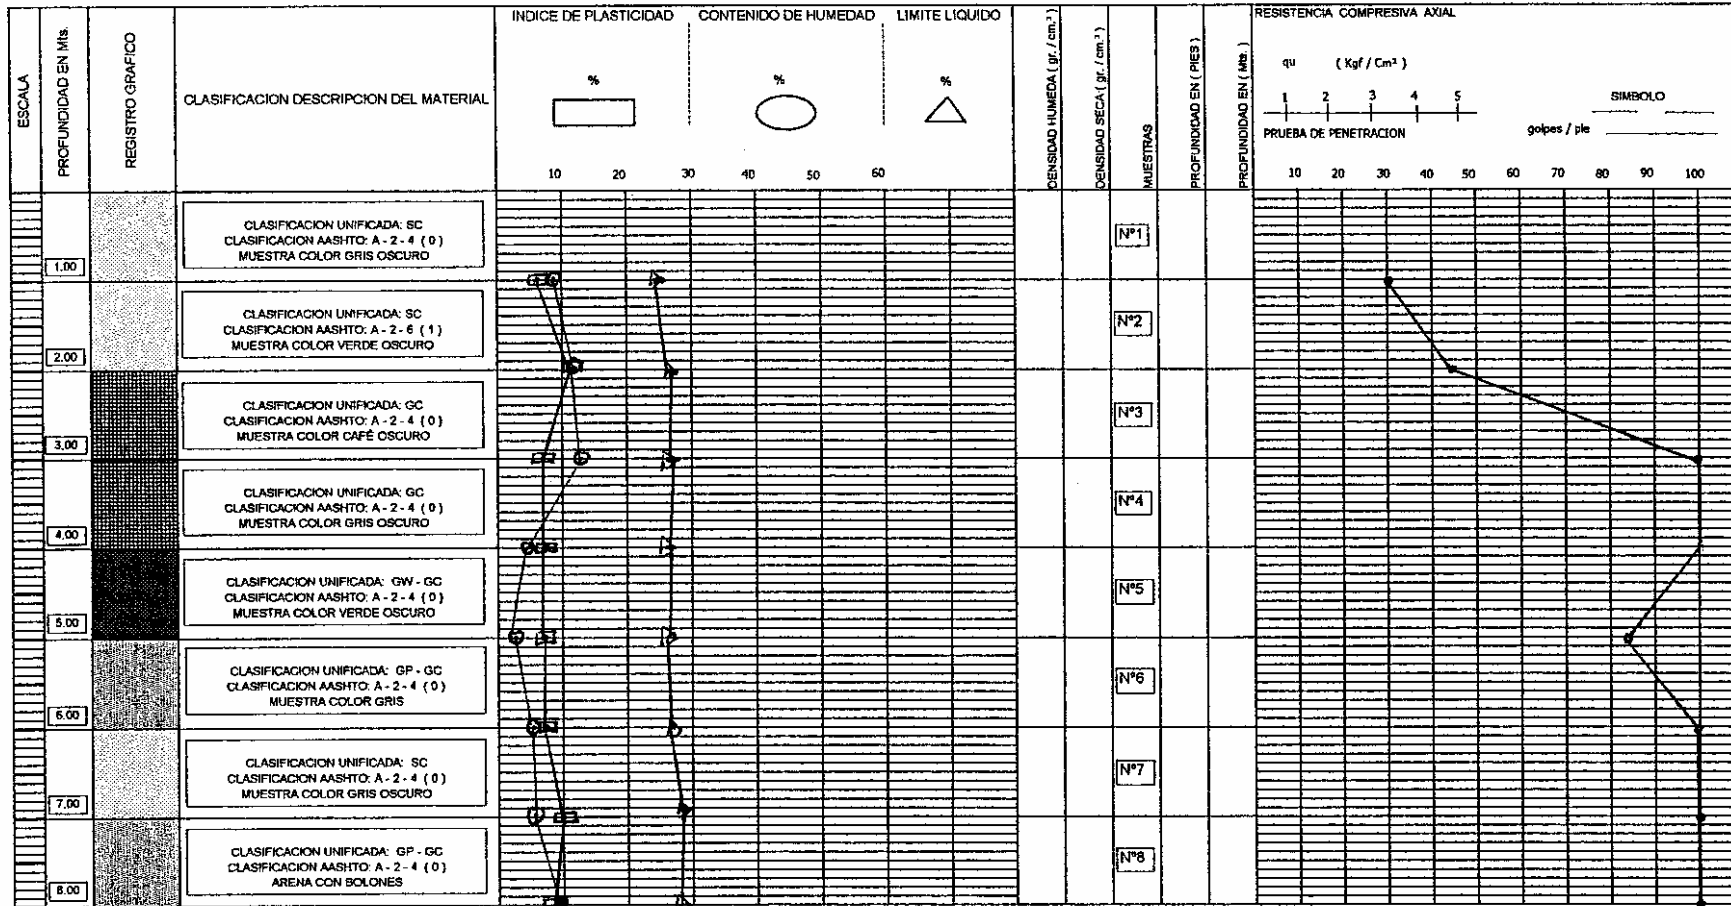 ESCALA
PROFUNDIDAD EN Mts.
REGISTRO GRAFICO
CLASIFICACION DESCRIPCION DEL MATERIAL
INDICE DE PLASTICIDAD
CONTENIDO DE HUMEDAD
LIMITE LIQUIDO
% % %
10 20 30 40 50 60
DENSIDAD HUMEDA ( gr. / cm.³ )
DENSIDAD SECA ( gr. / cm.³ )
MUESTRAS
PROFUNDIDAD EN ( PIES )
PROFUNDIDAD EN ( Mts. )
RESISTENCIA COMPRESIVA AXIAL
qu ( Kgf / Cm² )
1 2 3 4 5
SIMBOLO
PRUEBA DE PENETRACION
golpes / pie
10 20 30 40 50 60 70 80 90 100
CLASIFICACION UNIFICADA: SC
CLASIFICACION AASHTO: A - 2 - 4 ( 0 )
MUESTRA COLOR GRIS OSCURO
1.00
N°1
CLASIFICACION UNIFICADA: SC
CLASIFICACION AASHTO: A - 2 - 6 ( 1 )
MUESTRA COLOR VERDE OSCURO
2.00
N°2
CLASIFICACION UNIFICADA: GC
CLASIFICACION AASHTO: A - 2 - 4 ( 0 )
MUESTRA COLOR CAFÉ OSCURO
3.00
N°3
CLASIFICACION UNIFICADA: GC
CLASIFICACION AASHTO: A - 2 - 4 ( 0 )
MUESTRA COLOR GRIS OSCURO
4.00
N°4
CLASIFICACION UNIFICADA: GW - GC
CLASIFICACION AASHTO: A - 2 - 4 ( 0 )
MUESTRA COLOR VERDE OSCURO
5.00
N°5
CLASIFICACION UNIFICADA: GP - GC
CLASIFICACION AASHTO: A - 2 - 4 ( 0 )
MUESTRA COLOR GRIS
6.00
N°6
CLASIFICACION UNIFICADA: SC
CLASIFICACION AASHTO: A - 2 - 4 ( 0 )
MUESTRA COLOR GRIS OSCURO
7.00
N°7
CLASIFICACION UNIFICADA: GP - GC
CLASIFICACION AASHTO: A - 2 - 4 ( 0 )
ARENA CON BOLONES
8.00
N°8